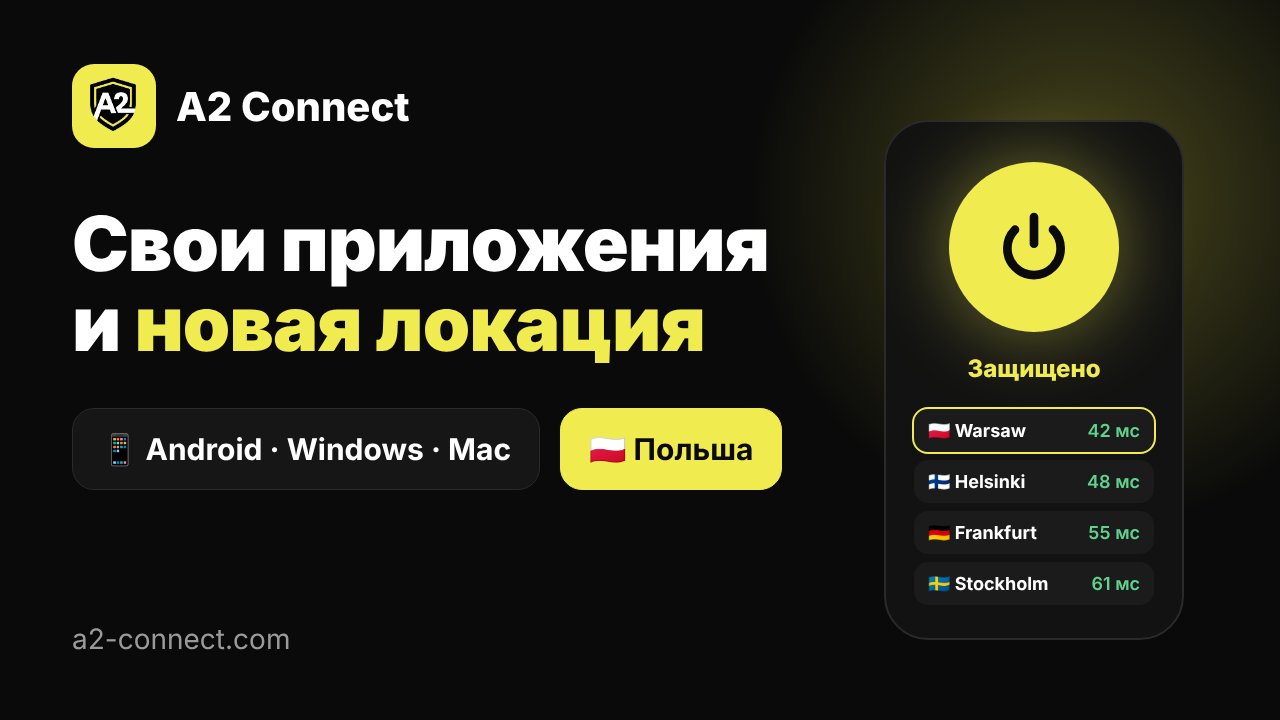 A2
A2 Connect
Свои приложения
и новая локация
Android · Windows · Mac
Польша
a2-connect.com
Защищено
Warsaw 42 мс
Helsinki 48 мс
Frankfurt 55 мс
Stockholm 61 мс